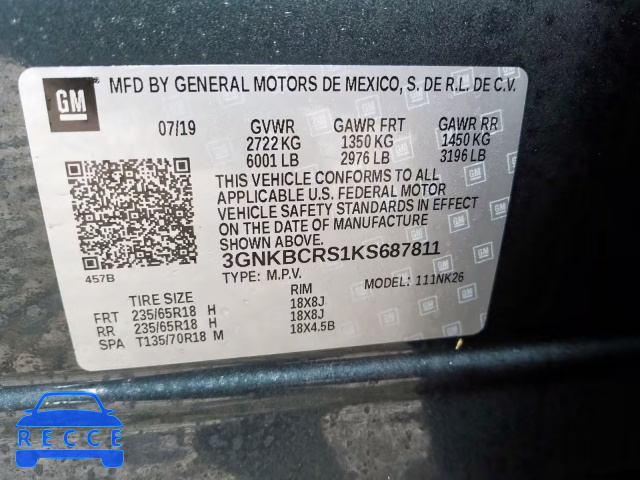 GM
MFD BY GENERAL MOTORS DE MEXICO, S. DE R.L. DE C.V.
07/19 GVWR GAWR FRT GAWR RR
2722 KG 1350 KG 1450 KG
6001 LB 2976 LB 3196 LB
THIS VEHICLE CONFORMS TO ALL
APPLICABLE U.S. FEDERAL MOTOR
VEHICLE SAFETY STANDARDS IN EFFECT
ON THE DATE OF MANUFACTURE
SHOWN ABOVE.
457B
3GNKBCRS1KS687811
TYPE: M.P.V. MODEL: 111NK26
TIRE SIZE RIM
FRT 235/65R18 H 18X8J
RR 235/65R18 H 18X8J
SPA T135/70R18 M 18X4.5B
RECCE